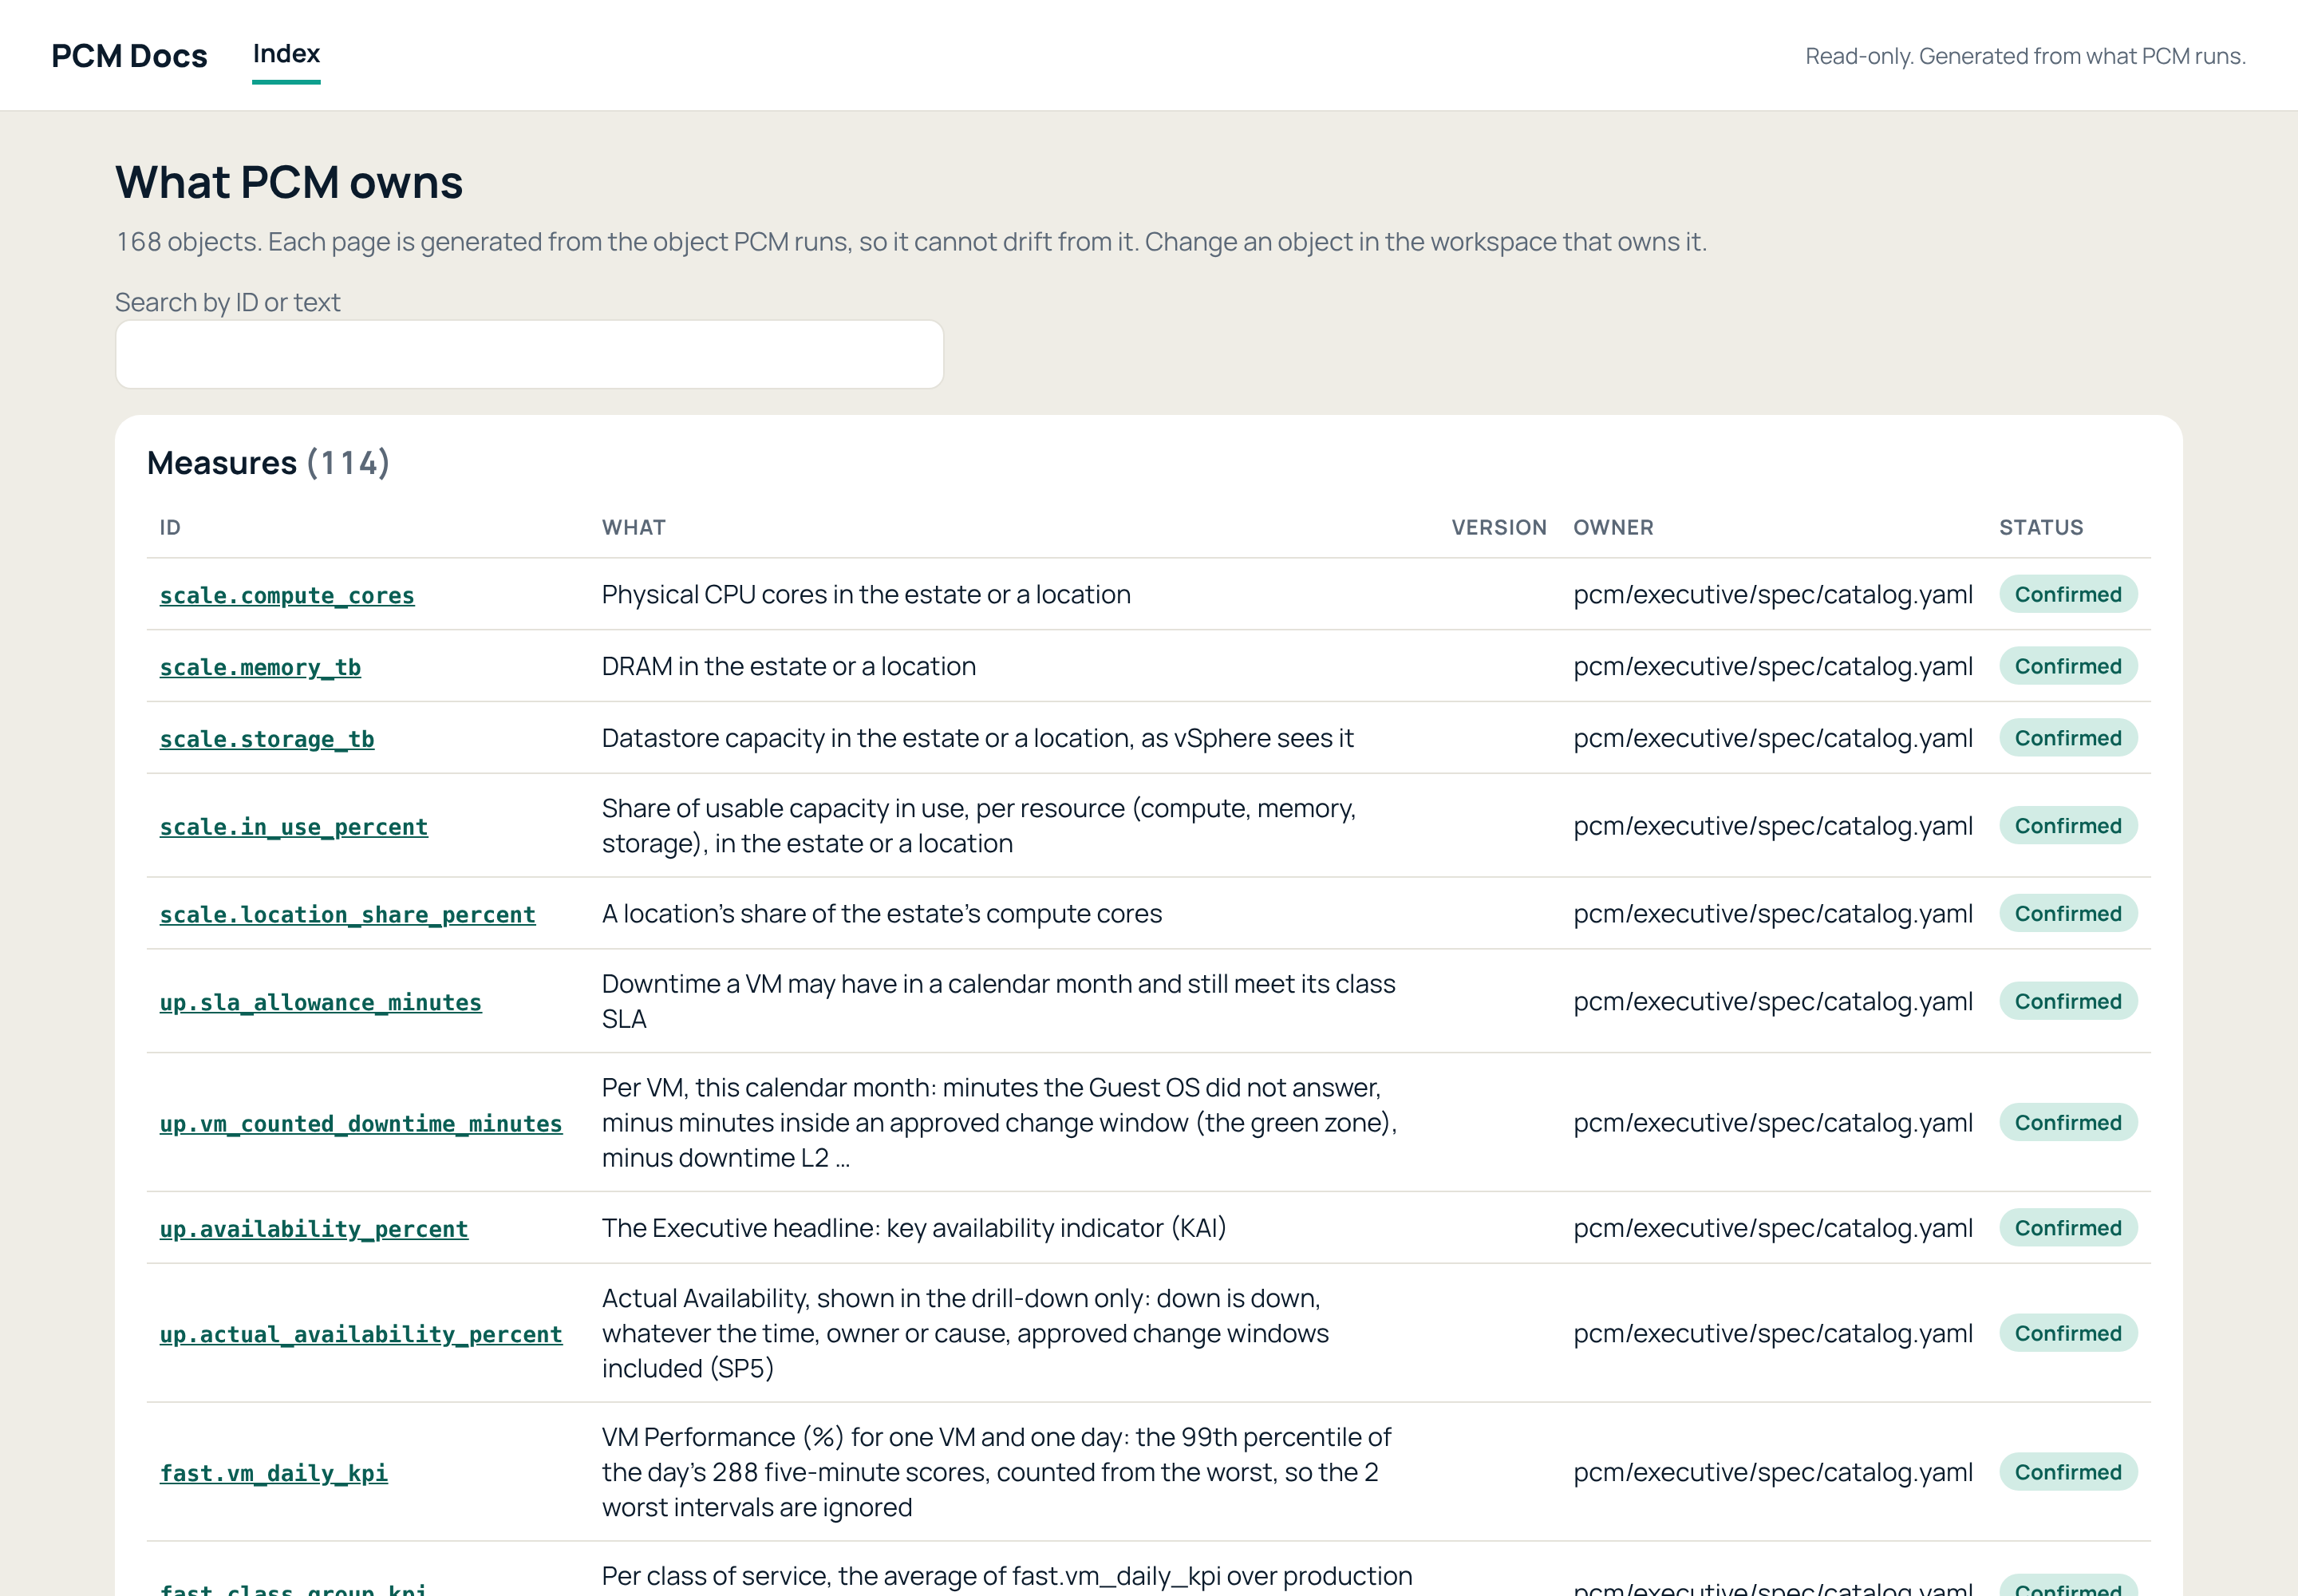 PCM Docs Index Read-only. Generated from what PCM runs.
What PCM owns
168 objects. Each page is generated from the object PCM runs, so it cannot drift from it. Change an object in the workspace that owns it.
Search by ID or text
Measures (114)
ID WHAT VERSION OWNER STATUS
scale.compute_cores Physical CPU cores in the estate or a location pcm/executive/spec/catalog.yaml Confirmed
scale.memory_tb DRAM in the estate or a location pcm/executive/spec/catalog.yaml Confirmed
scale.storage_tb Datastore capacity in the estate or a location, as vSphere sees it pcm/executive/spec/catalog.yaml Confirmed
scale.in_use_percent Share of usable capacity in use, per resource (compute, memory,
storage), in the estate or a location pcm/executive/spec/catalog.yaml Confirmed
scale.location_share_percent A location’s share of the estate’s compute cores pcm/executive/spec/catalog.yaml Confirmed
up.sla_allowance_minutes Downtime a VM may have in a calendar month and still meet its class
SLA pcm/executive/spec/catalog.yaml Confirmed
Per VM, this calendar month: minutes the Guest OS did not answer,
up.vm_counted_downtime_minutes minus minutes inside an approved change window (the green zone), pcm/executive/spec/catalog.yaml Confirmed
minus downtime L2 …
up.availability_percent The Executive headline: key availability indicator (KAI) pcm/executive/spec/catalog.yaml Confirmed
Actual Availability, shown in the drill-down only: down is down,
up.actual_availability_percent whatever the time, owner or cause, approved change windows pcm/executive/spec/catalog.yaml Confirmed
included (SP5)
VM Performance (%) for one VM and one day: the 99th percentile of
fast.vm_daily_kpi the day’s 288 five-minute scores, counted from the worst, so the 2 pcm/executive/spec/catalog.yaml Confirmed
worst intervals are ignored
Per class of service, the average of fast.vm_daily_kpi over production
fast.class_group_kpi pcm/executive/spec/catalog.yaml Confirmed